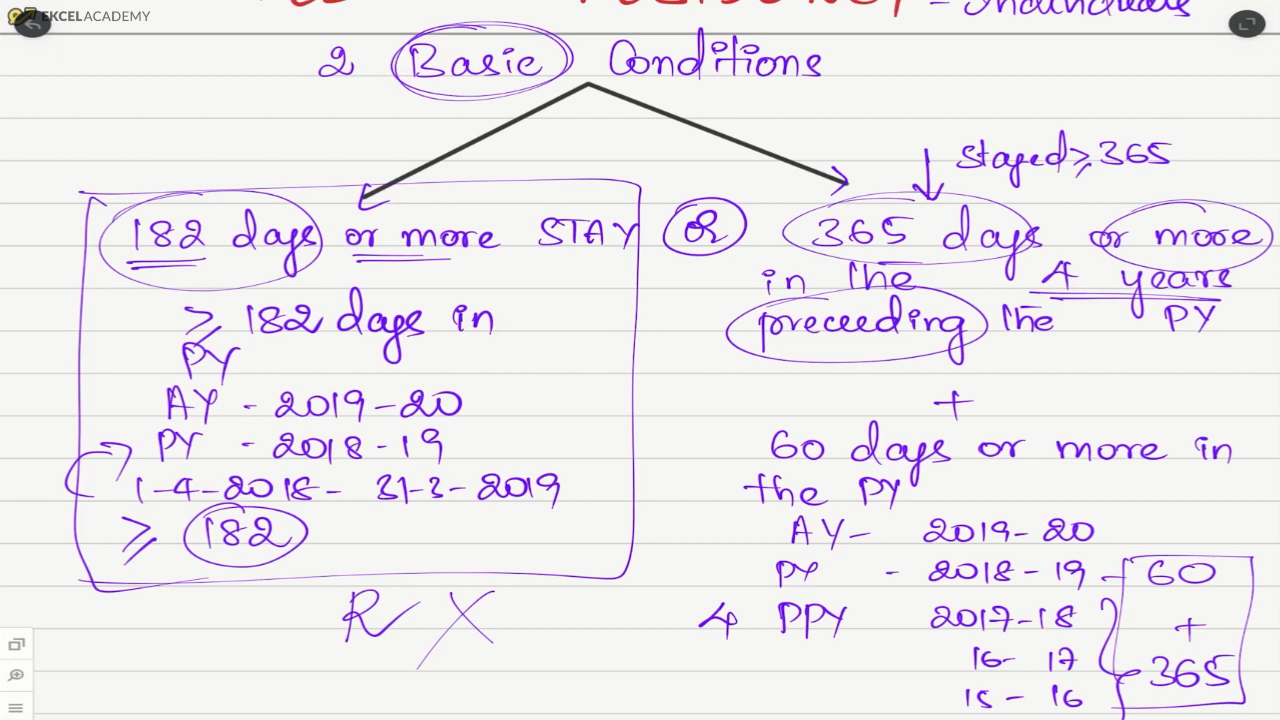 EKCELACADEMY
RESIDENCY - Individuals
2 Basic Conditions
Stayed ≥ 365
182 days or more STAY
≥ 182 days in
PY
AY - 2019-20
PY - 2018-19
1-4-2018 - 31-3-2019
≥ 182
R X
OR
365 days or more
in the 4 years
preceeding the PY
+
60 days or more in
the PY
AY - 2019-20
PY - 2018-19 - 60
4 PPY 2017-18 +
16-17 365
15-16